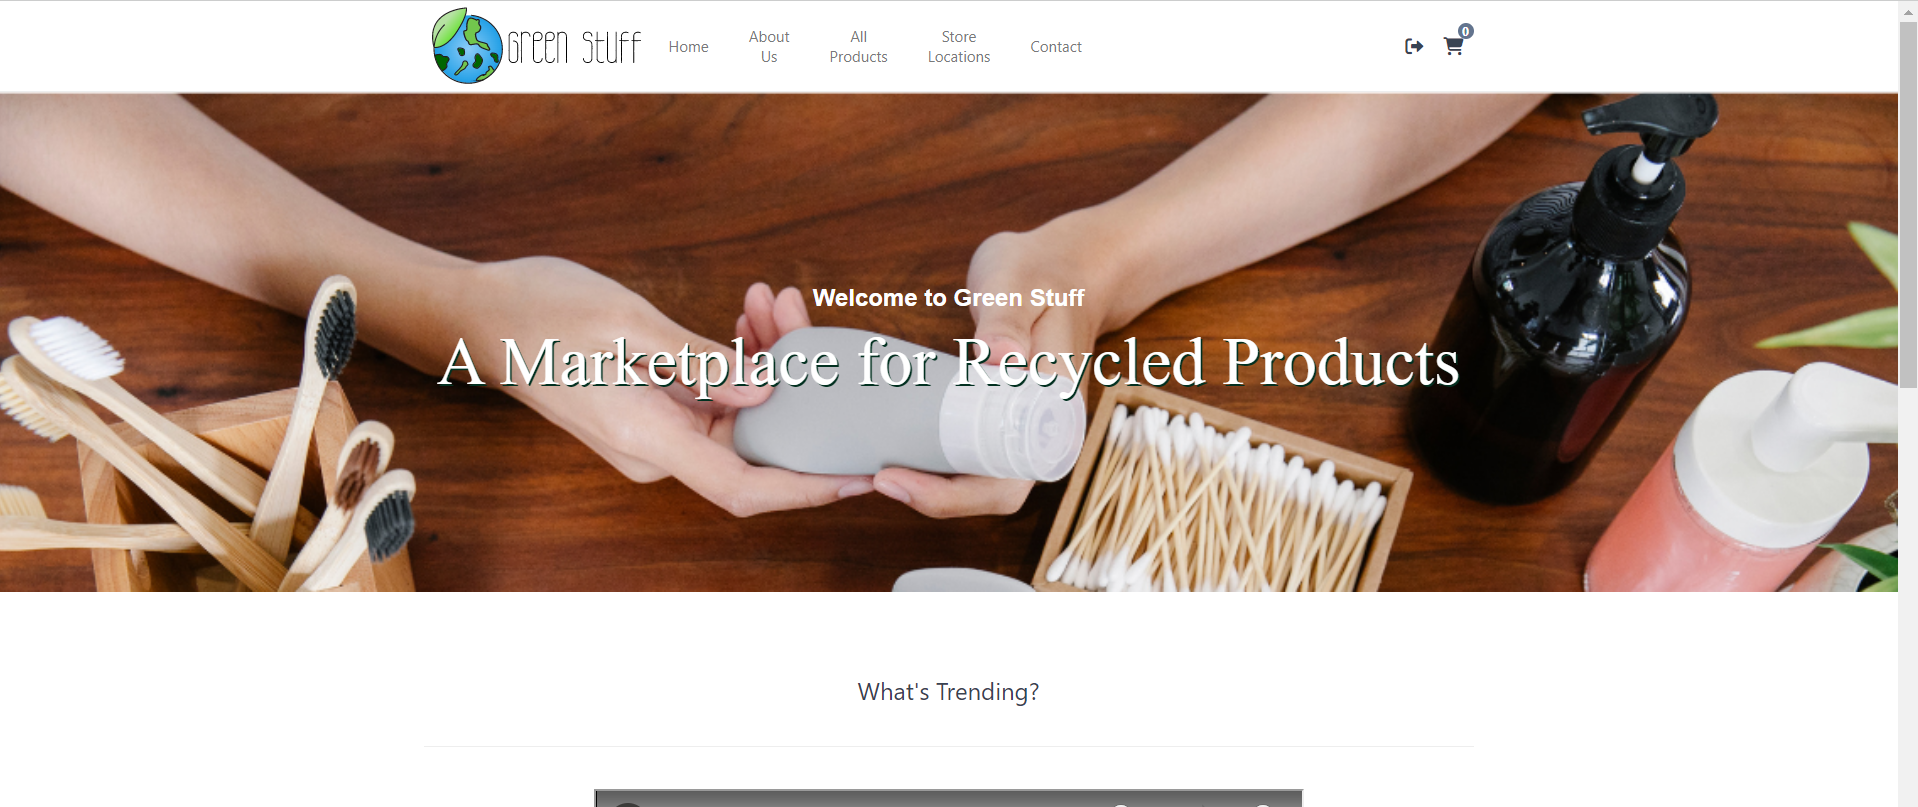 Green Stuff
Home
About
Us
All
Products
Store
Locations
Contact
0
Welcome to Green Stuff
A Marketplace for Recycled Products
What's Trending?